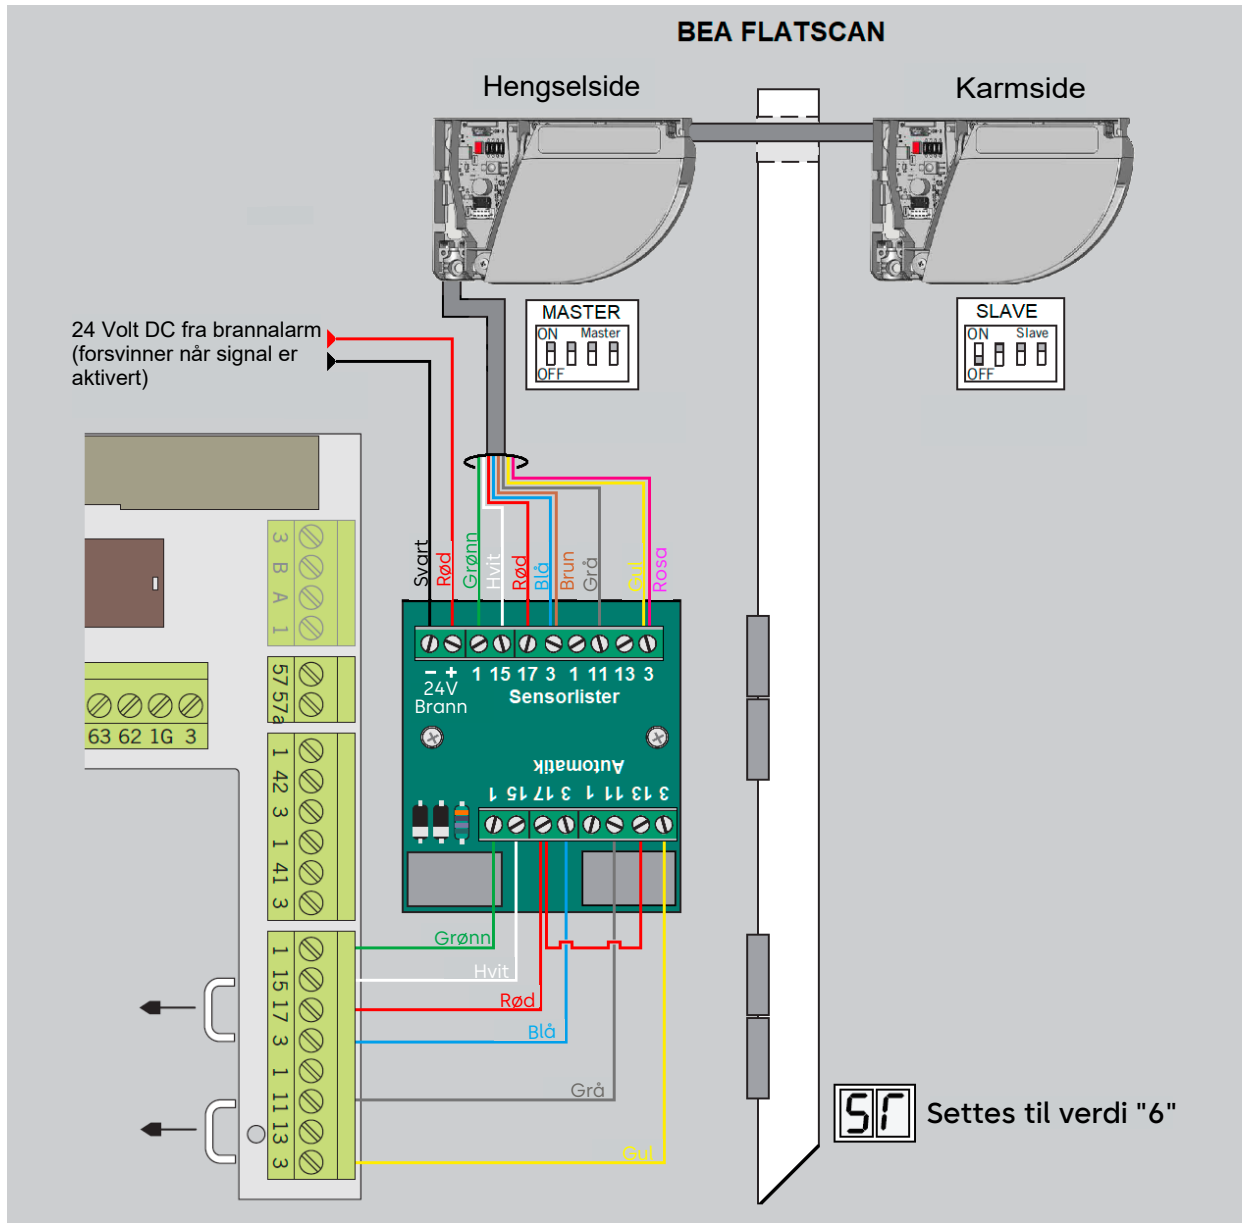 BEA FLATSCAN
Hengselside
Karmside
MASTER
ON Master
OFF
SLAVE
ON Slave
OFF
24 Volt DC fra brannalarm
(forsvinner når signal er
aktivert)
Svart
Rød
Grønn
Hvit
Rød
Blå
Brun
Grå
Gul
Rosa
3
B
A
1
57
57a
63 62 1G 3
1
42
3
1
41
3
1
15
17
3
1
11
13
3
- + 1 15 17 3 1 11 13 3
24V
Brann
Sensorlister
Automatik
1 15 17 3 1 11 13 3
Grønn
Hvit
Rød
Blå
Grå
Gul
Sr Settes til verdi "6"